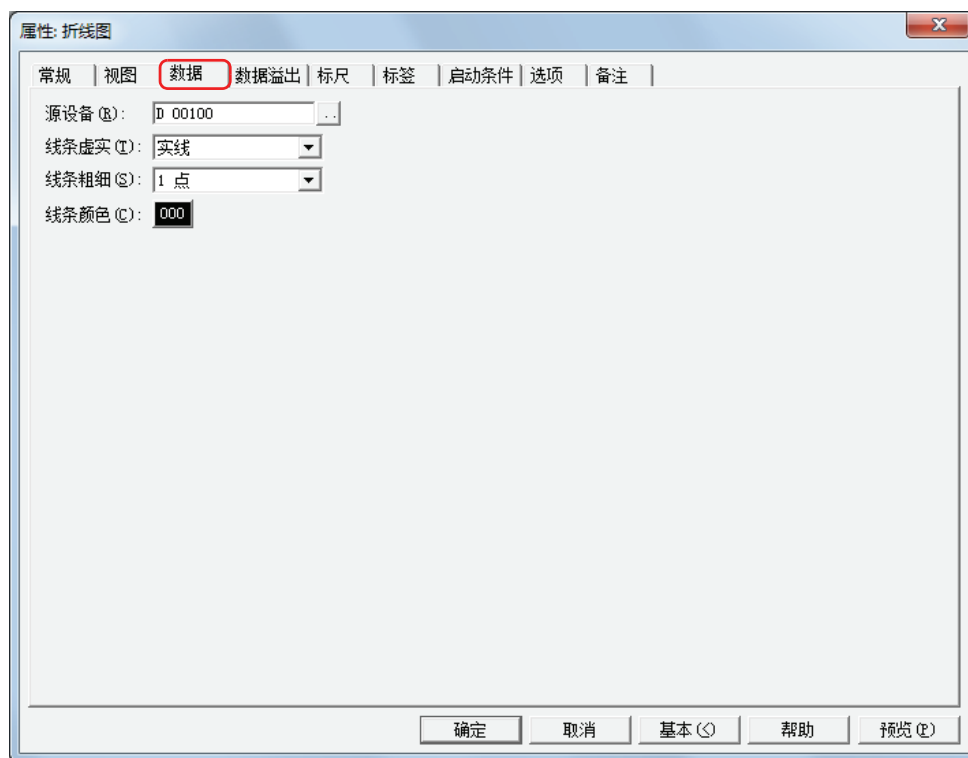 属性: 折线图
常规 视图 数据 数据溢出 标尺 标签 启动条件 选项 备注
源设备(R): D 00100 ..
线条虚实(T): 实线
线条粗细(S): 1 点
线条颜色(C): 000
确定 取消 基本(<) 帮助 预览(P)